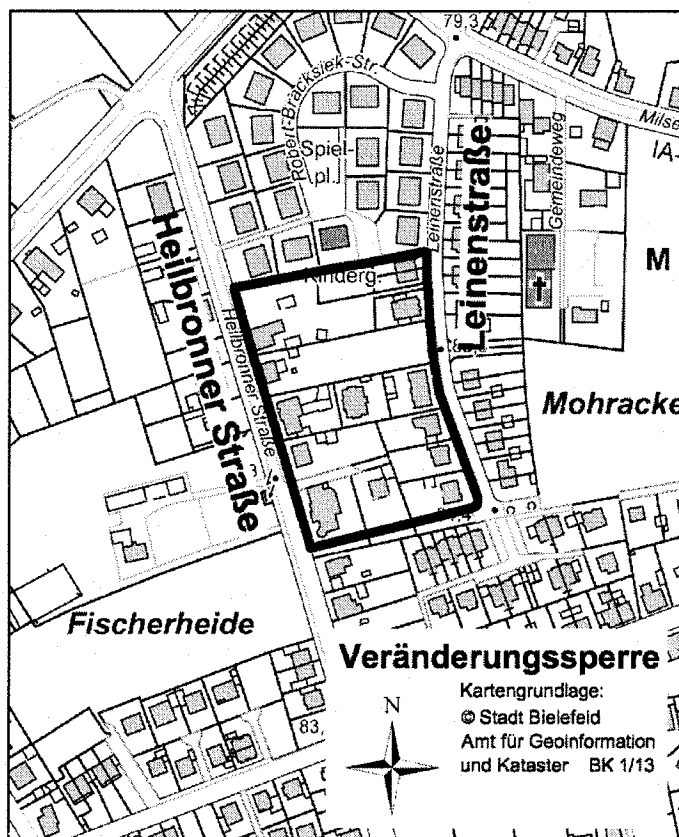 79,3
Robert-Bracksiek-Str.
Spiel-
pl.
Leinenstraße
Leinenstraße
Gemeindeweg
Milse
IA-
M
Heilbronner Straße
Heilbronner Straße
Kinderg.
Mohracke
Fischerheide
83,
Veränderungssperre
Kartengrundlage:
© Stadt Bielefeld
Amt für Geoinformation
und Kataster BK 1/13
N